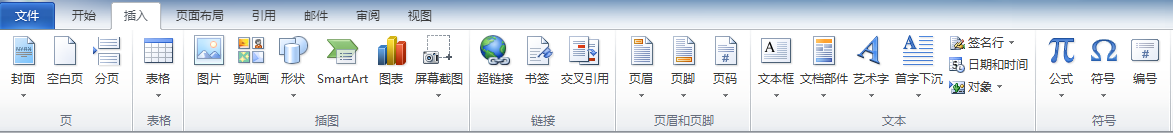 文件 开始 插入 页面布局 引用 邮件 审阅 视图
封面 空白页 分页 表格 图片 剪贴画 形状 SmartArt 图表 屏幕截图 超链接 书签 交叉引用 页眉 页脚 页码 文本框 文档部件 艺术字 首字下沉 签名行 日期和时间 对象 公式 符号 编号
页 表格 插图 链接 页眉和页脚 文本 符号